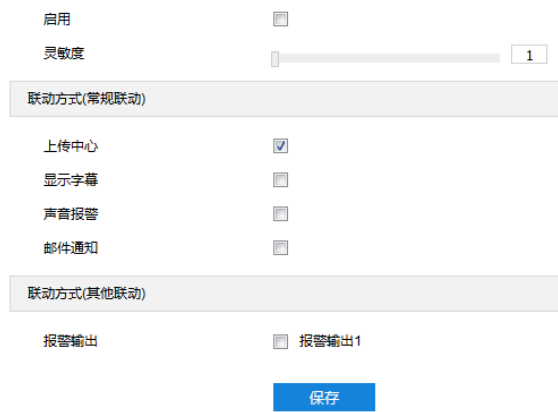 启用
灵敏度 1
联动方式(常规联动)
上传中心
显示字幕
声音报警
邮件通知
联动方式(其他联动)
报警输出 报警输出1
保存